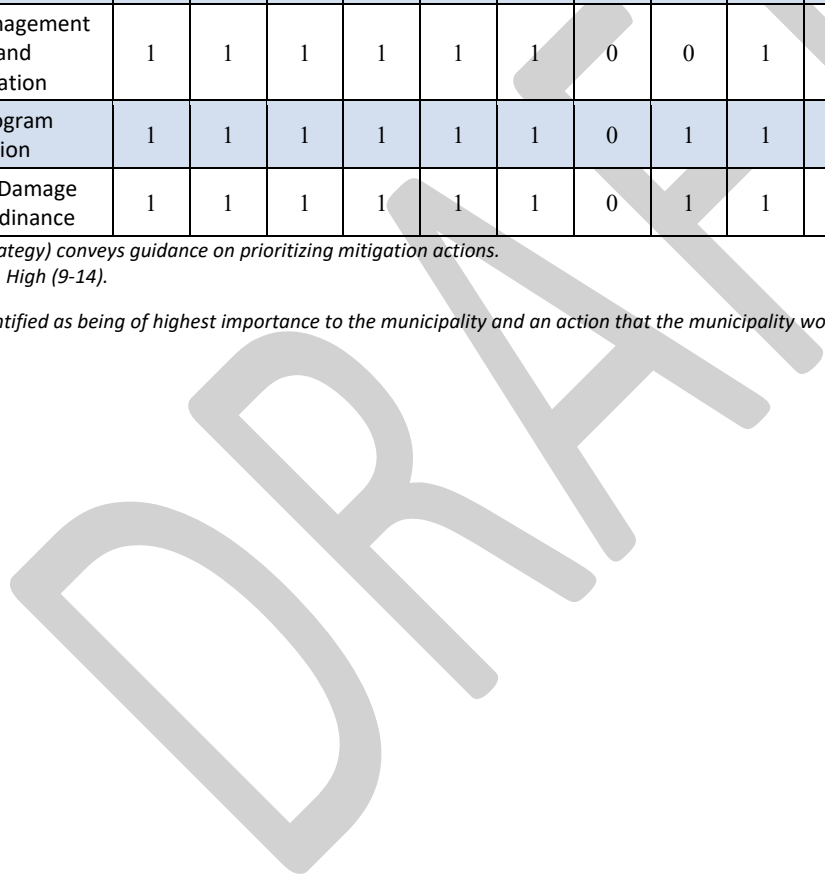 nagement
and
ation
1 1 1 1 1 1 0 0 1
ogram
ion
1 1 1 1 1 1 0 1 1
Damage
dinance
1 1 1 1 1 1 0 1 1
ategy) conveys guidance on prioritizing mitigation actions.
High (9-14).
ntified as being of highest importance to the municipality and an action that the municipality wo
DRAF